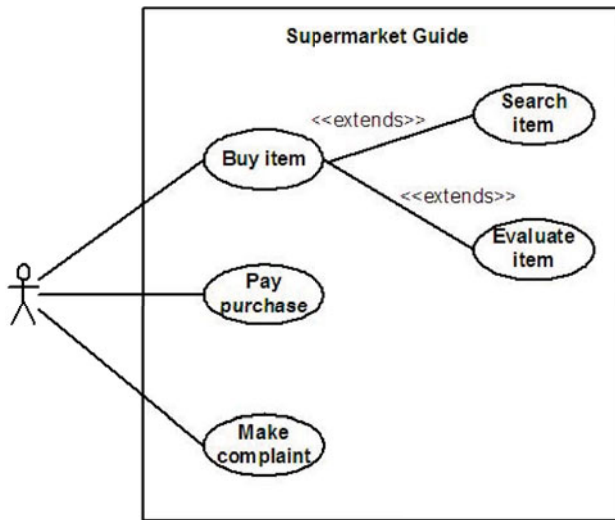 Supermarket Guide
Search
item
<<extends>>
Buy item
<<extends>>
Evaluate
item
Pay
purchase
Make
complaint